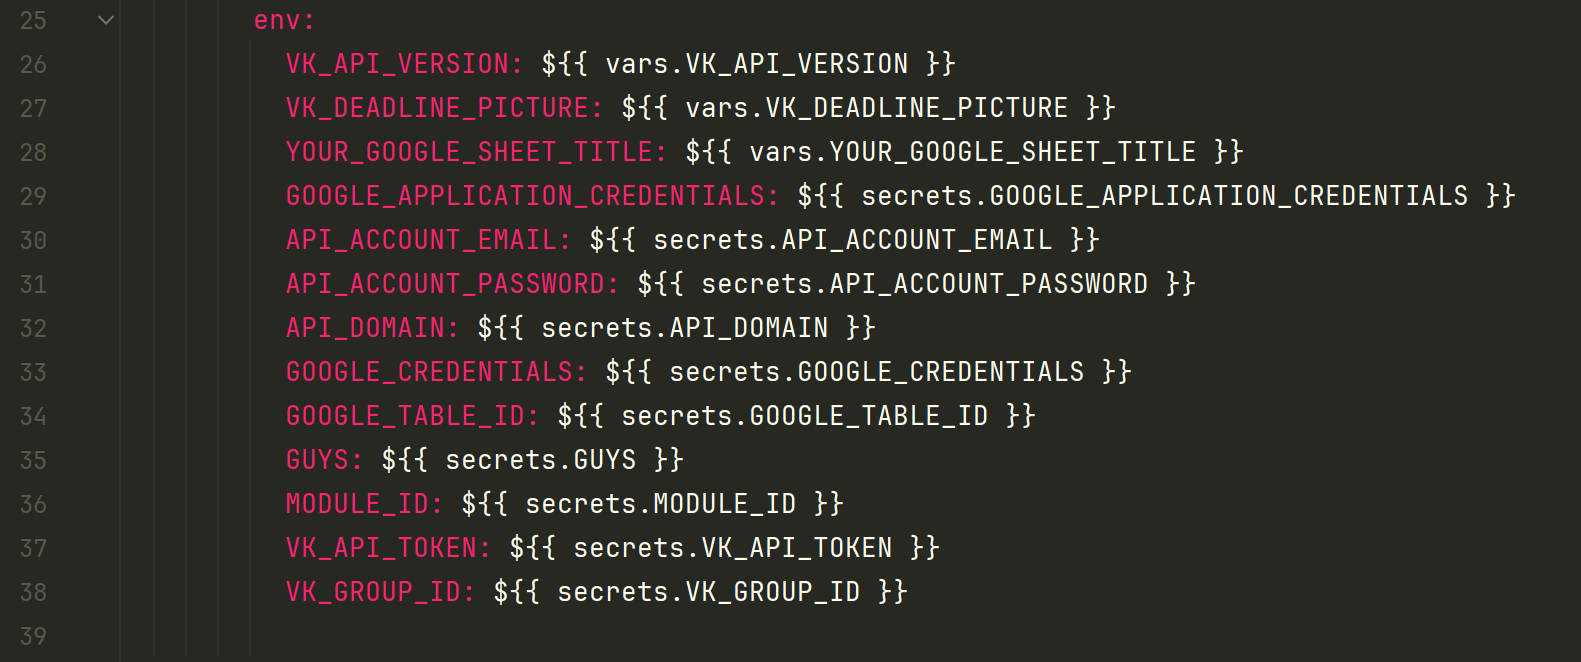 25 env:
26 VK_API_VERSION: ${{ vars.VK_API_VERSION }}
27 VK_DEADLINE_PICTURE: ${{ vars.VK_DEADLINE_PICTURE }}
28 YOUR_GOOGLE_SHEET_TITLE: ${{ vars.YOUR_GOOGLE_SHEET_TITLE }}
29 GOOGLE_APPLICATION_CREDENTIALS: ${{ secrets.GOOGLE_APPLICATION_CREDENTIALS }}
30 API_ACCOUNT_EMAIL: ${{ secrets.API_ACCOUNT_EMAIL }}
31 API_ACCOUNT_PASSWORD: ${{ secrets.API_ACCOUNT_PASSWORD }}
32 API_DOMAIN: ${{ secrets.API_DOMAIN }}
33 GOOGLE_CREDENTIALS: ${{ secrets.GOOGLE_CREDENTIALS }}
34 GOOGLE_TABLE_ID: ${{ secrets.GOOGLE_TABLE_ID }}
35 GUYS: ${{ secrets.GUYS }}
36 MODULE_ID: ${{ secrets.MODULE_ID }}
37 VK_API_TOKEN: ${{ secrets.VK_API_TOKEN }}
38 VK_GROUP_ID: ${{ secrets.VK_GROUP_ID }}
39